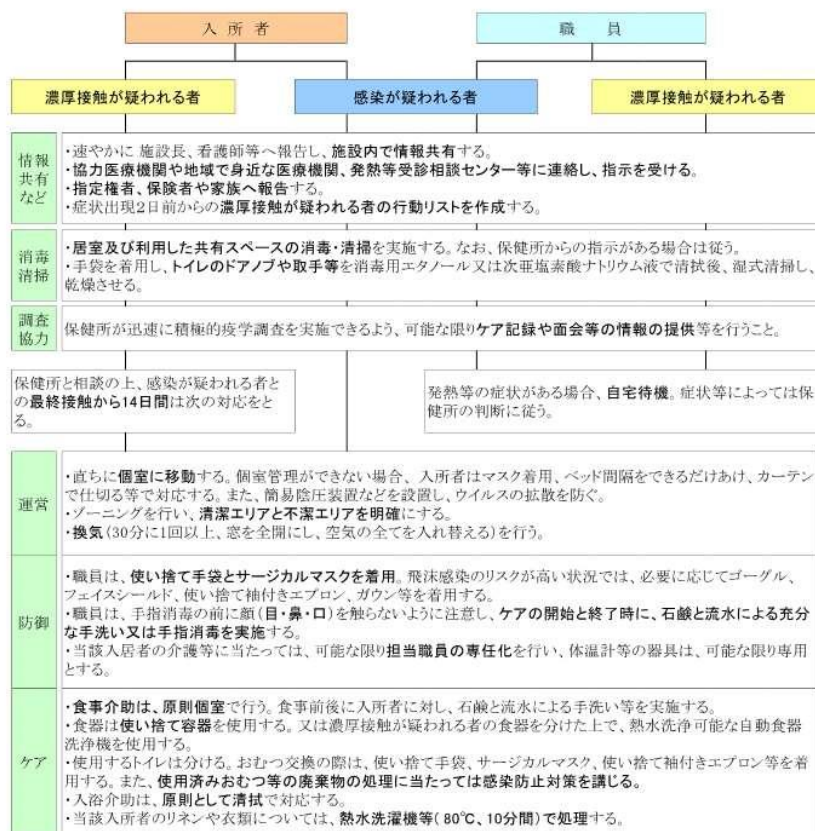 入 所 者
職 員
濃厚接触が疑われる者
感染が疑われる者
濃厚接触が疑われる者
情報
共有
など
・速やかに 施設長、看護師等へ報告し、施設内で情報共有する。
・協力医療機関や地域で身近な医療機関、発熱等受診相談センター等に連絡し、指示を受ける。
・指定権者、保険者や家族へ報告する。
・症状出現2日前からの濃厚接触が疑われる者の行動リストを作成する。
消毒
清掃
・居室及び利用した共有スペースの消毒・清掃を実施する。なお、保健所からの指示がある場合は従う。
・手袋を着用し、トイレのドアノブや取手等を消毒用エタノール又は次亜塩素酸ナトリウム液で清拭後、湿式清掃し、
乾燥させる。
調査
協力
保健所が迅速に積極的疫学調査を実施できるよう、可能な限りケア記録や面会等の情報の提供等を行うこと。
保健所と相談の上、感染が疑われる者と
の最終接触から14日間は次の対応をと
る。
発熱等の症状がある場合、自宅待機。症状等によっては保
健所の判断に従う。
運営
・直ちに個室に移動する。個室管理ができない場合、 入所者はマスク着用、ベッド間隔をできるだけあけ、カーテン
で仕切る等で対応する。また、簡易陰圧装置などを設置し、ウイルスの拡散を防ぐ。
・ゾーニングを行い、清潔エリアと不潔エリアを明確にする。
・換気(30分に1回以上、窓を全開にし、空気の全てを入れ替える)を行う。
防御
・職員は、使い捨て手袋とサージカルマスクを着用。飛沫感染のリスクが高い状況では、必要に応じてゴーグル、
フェイスシールド、使い捨て袖付きエプロン、ガウン等を着用する。
・職員は、手指消毒の前に顔(目・鼻・口)を触らないように注意し、ケアの開始と終了時に、石鹸と流水による充分
な手洗い又は手指消毒を実施する。
・当該入居者の介護等に当たっては、可能な限り担当職員の専任化を行い、体温計等の器具は、可能な限り専用
とする。
ケア
・食事介助は、原則個室で行う。食事前後に入所者に対し、石鹸と流水による手洗い等を実施する。
・食器は使い捨て容器を使用する。又は濃厚接触が疑われる者の食器を分けた上で、熱水洗浄可能な自動食器
洗浄機を使用する。
・使用するトイレは分ける。おむつ交換の際は、使い捨て手袋、サージカルマスク、使い捨て袖付きエプロン等を着
用する。また、使用済みおむつ等の廃棄物の処理に当たっては感染防止対策を講じる。
・入浴介助は、原則として清拭で対応する。
・当該入所者のリネンや衣類については、熱水洗濯機等(80℃、10分間)で処理する。